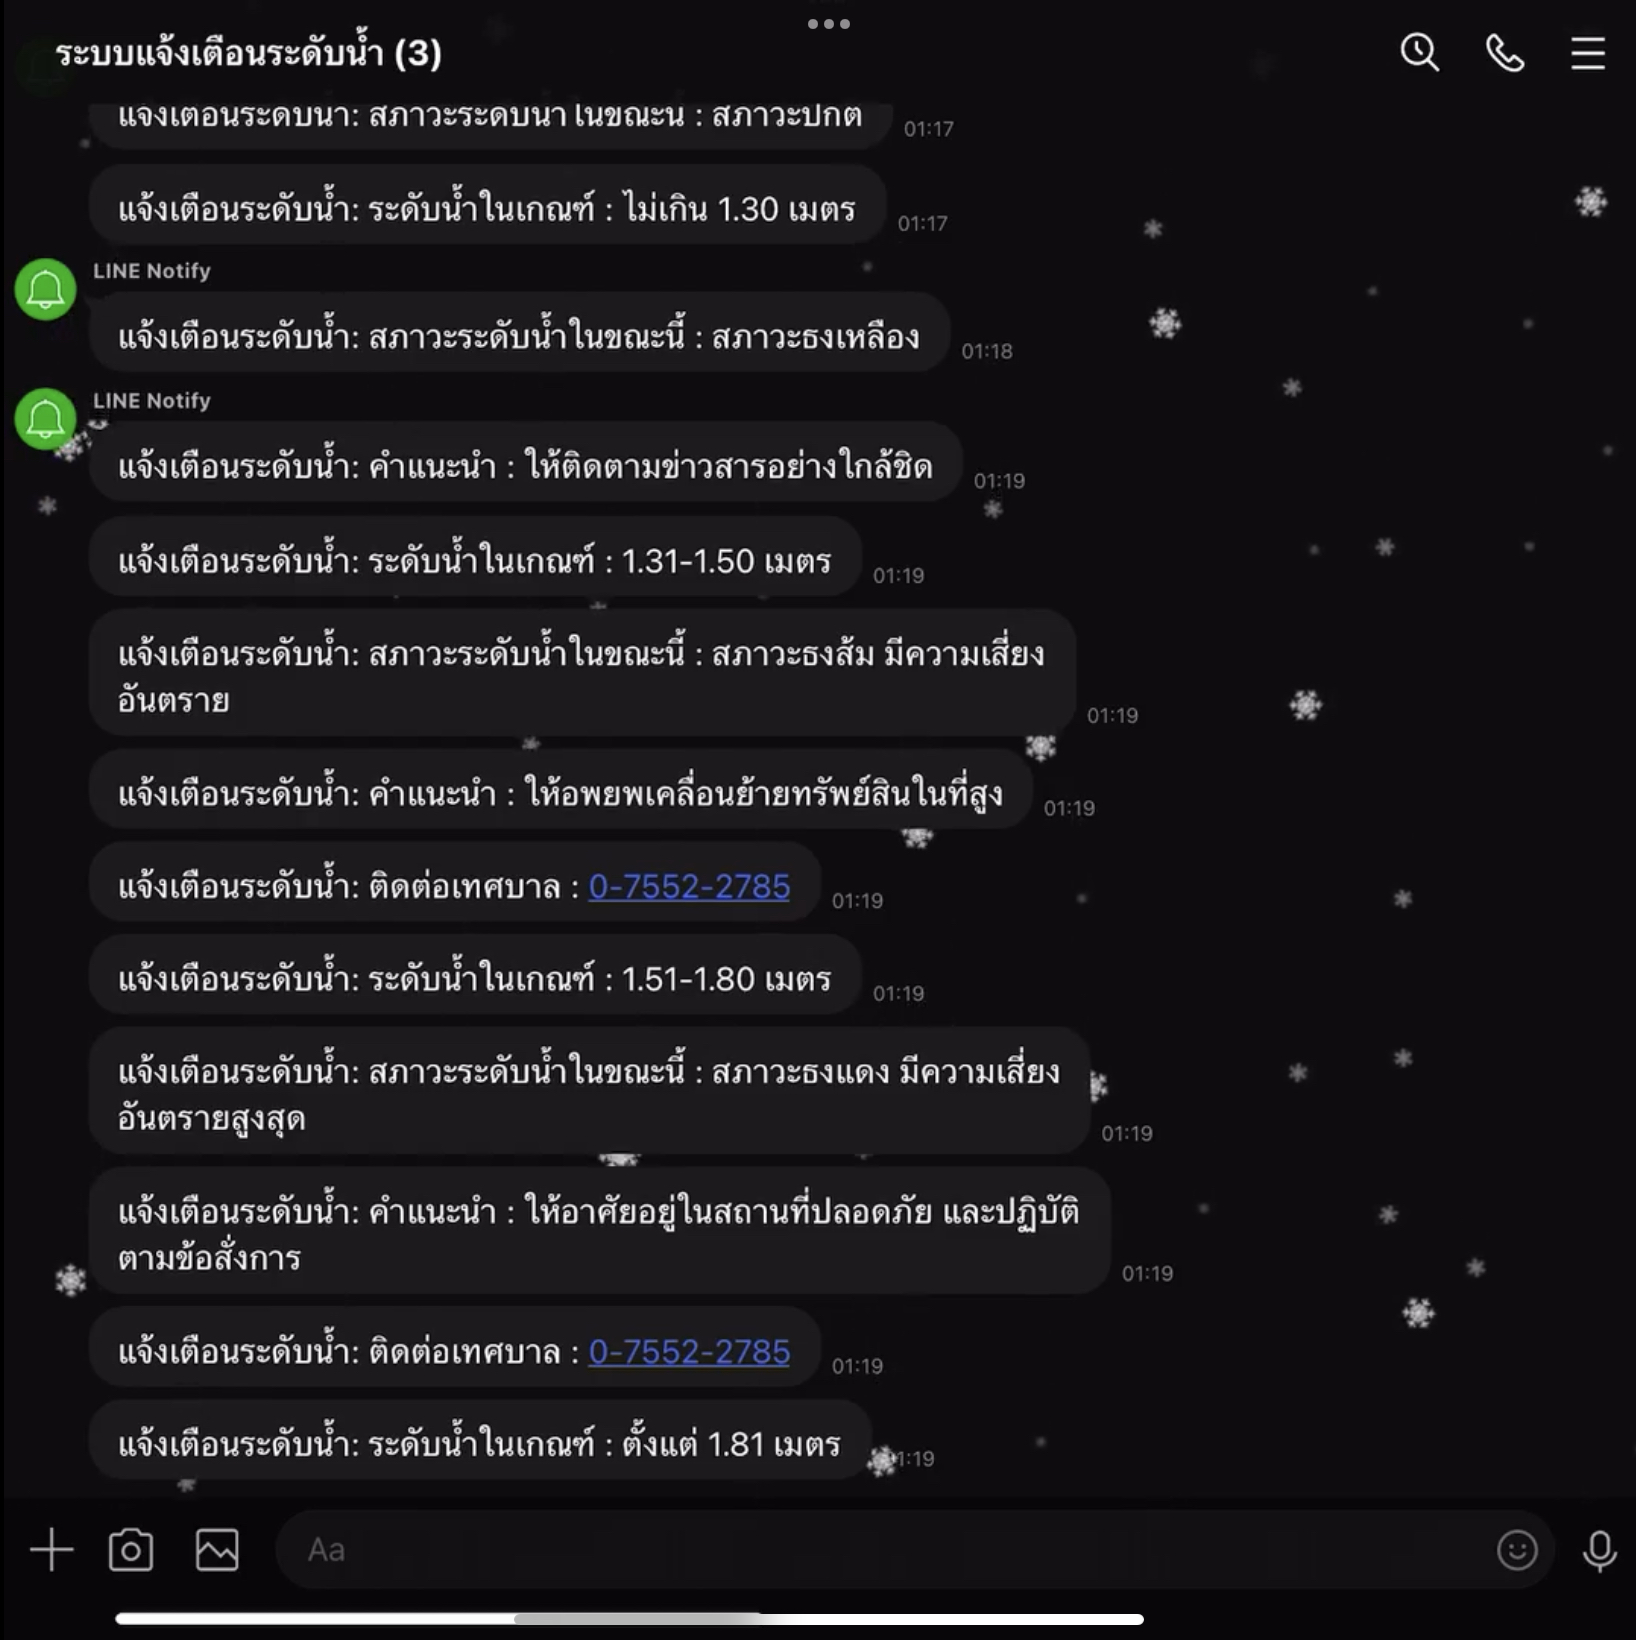 ระบบแจ้งเตือนระดับน้ำ (3)
แจ้งเตือนระดับน้ำ: สภาวะระดับน้ำในขณะนี้ : สภาวะปกติ
01:17
แจ้งเตือนระดับน้ำ: ระดับน้ำในเกณฑ์ : ไม่เกิน 1.30 เมตร
01:17
LINE Notify
แจ้งเตือนระดับน้ำ: สภาวะระดับน้ำในขณะนี้ : สภาวะธงเหลือง
01:18
LINE Notify
แจ้งเตือนระดับน้ำ: คำแนะนำ : ให้ติดตามข่าวสารอย่างใกล้ชิด
01:19
แจ้งเตือนระดับน้ำ: ระดับน้ำในเกณฑ์ : 1.31-1.50 เมตร
01:19
แจ้งเตือนระดับน้ำ: สภาวะระดับน้ำในขณะนี้ : สภาวะธงส้ม มีความเสี่ยง
อันตราย
01:19
แจ้งเตือนระดับน้ำ: คำแนะนำ : ให้อพยพเคลื่อนย้ายทรัพย์สินในที่สูง
01:19
แจ้งเตือนระดับน้ำ: ติดต่อเทศบาล : 0-7552-2785
01:19
แจ้งเตือนระดับน้ำ: ระดับน้ำในเกณฑ์ : 1.51-1.80 เมตร
01:19
แจ้งเตือนระดับน้ำ: สภาวะระดับน้ำในขณะนี้ : สภาวะธงแดง มีความเสี่ยง
อันตรายสูงสุด
01:19
แจ้งเตือนระดับน้ำ: คำแนะนำ : ให้อาศัยอยู่ในสถานที่ปลอดภัย และปฏิบัติ
ตามข้อสั่งการ
01:19
แจ้งเตือนระดับน้ำ: ติดต่อเทศบาล : 0-7552-2785
01:19
แจ้งเตือนระดับน้ำ: ระดับน้ำในเกณฑ์ : ตั้งแต่ 1.81 เมตร
01:19
Aa